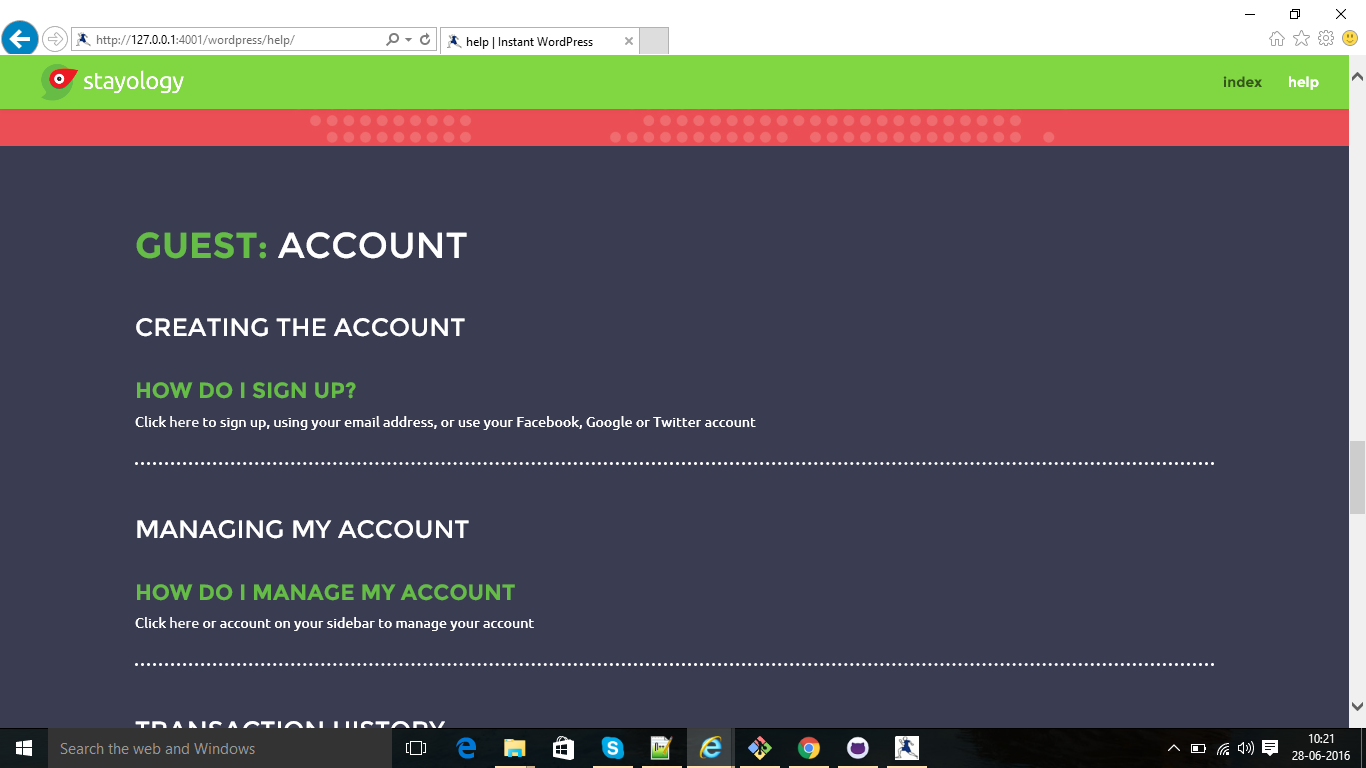 http://127.0.0.1:4001/wordpress/help/
help | Instant WordPress
stayology
index
help
GUEST: ACCOUNT
CREATING THE ACCOUNT
HOW DO I SIGN UP?
Click here to sign up, using your email address, or use your Facebook, Google or Twitter account
MANAGING MY ACCOUNT
HOW DO I MANAGE MY ACCOUNT
Click here or account on your sidebar to manage your account
TRANSACTION HISTORY
Search the web and Windows
10:21
28-06-2016